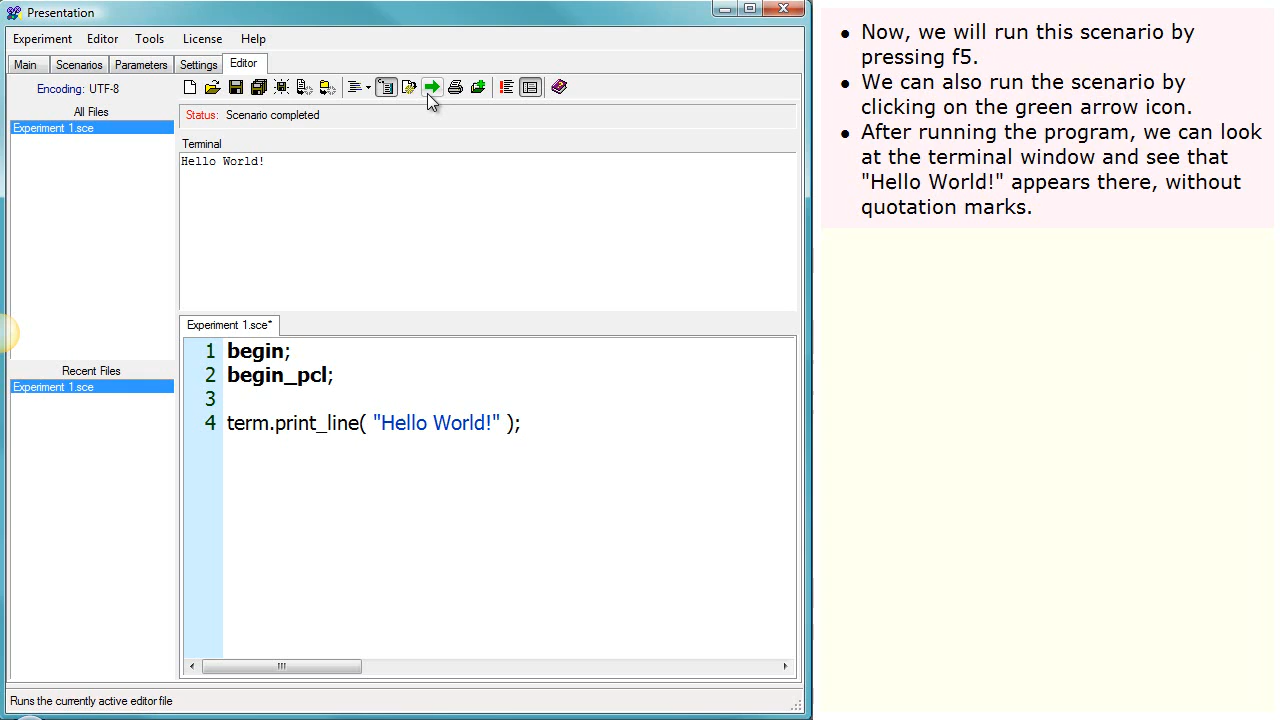 Presentation
Experiment Editor Tools License Help
Main Scenarios Parameters Settings Editor
Encoding: UTF-8
All Files
Experiment 1.sce
Status: Scenario completed
Terminal
Hello World!
Recent Files
Experiment 1.sce
Experiment 1.sce*
1 begin;
2 begin_pcl;
3
4 term.print_line( "Hello World!" );
Runs the currently active editor file
● Now, we will run this scenario by
pressing f5.
● We can also run the scenario by
clicking on the green arrow icon.
● After running the program, we can look
at the terminal window and see that
"Hello World!" appears there, without
quotation marks.